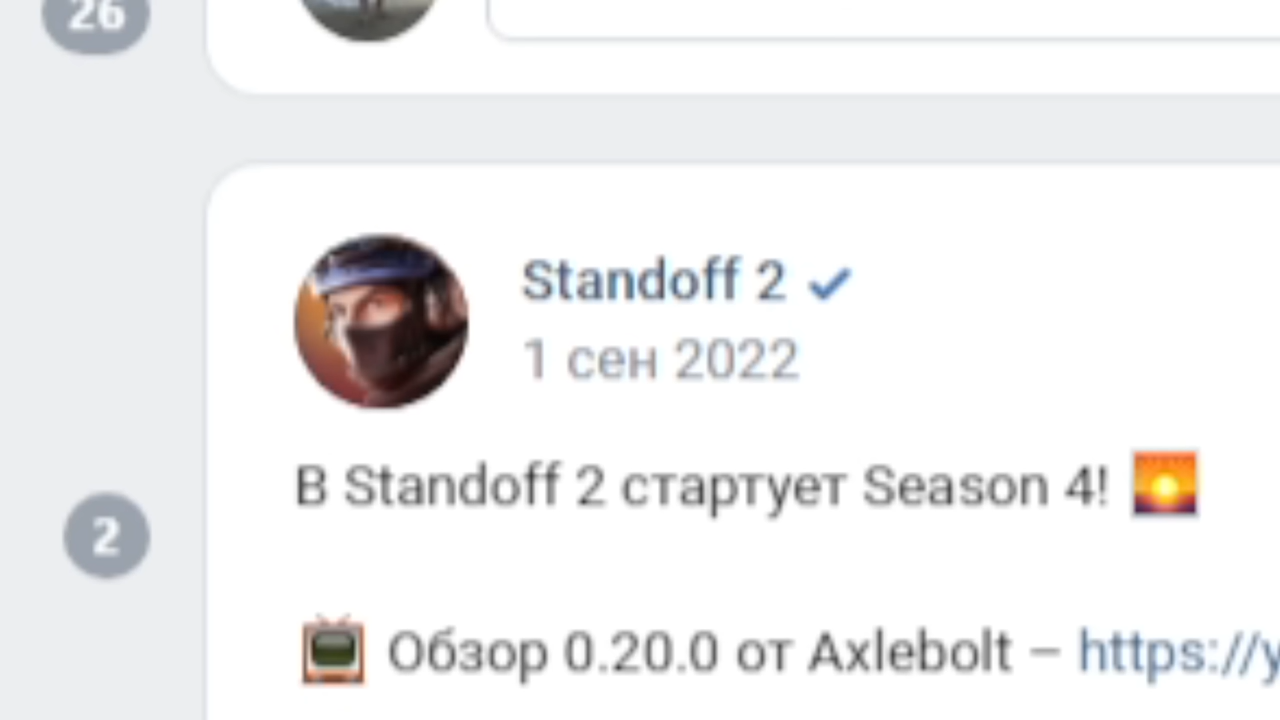 26
Standoff 2
1 сен 2022
В Standoff 2 стартует Season 4! 🌅
2
📺 Обзор 0.20.0 от Axlebolt – https://y